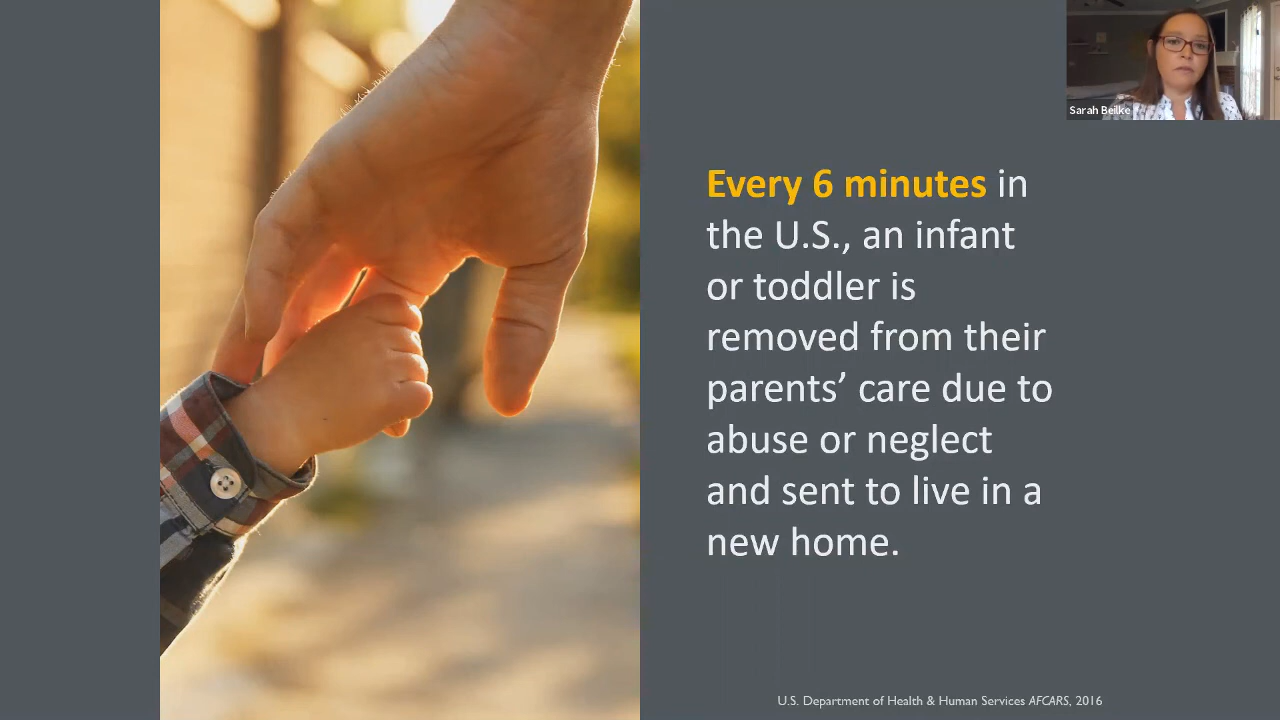 Sarah Beilke
Every 6 minutes in
the U.S., an infant
or toddler is
removed from their
parents’ care due to
abuse or neglect
and sent to live in a
new home.
U.S. Department of Health & Human Services AFCARS, 2016